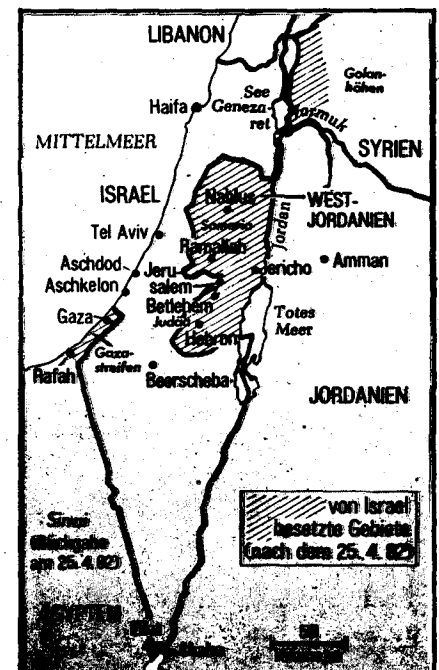 LIBANON
Golan-
höhen
See
Geneza-
ret
Haifa
Jarmuk
MITTELMEER
SYRIEN
ISRAEL
Nablus
WEST-
JORDANIEN
Samaria
Jordan
Tel Aviv
Ramallah
Jericho
Amman
Aschdod
Jeru-
salem
Aschkelon
Betlehem
Totes
Meer
Gaza
Judäa
Hebron
Gaza-
streifen
Rafah
Beerscheba
JORDANIEN
von Israel
besetzte Gebiete
(nach dem 25. 4. 82)
Sinai
(Rückgabe
am 25. 4. 82)
ÄGYPTEN
Akaba